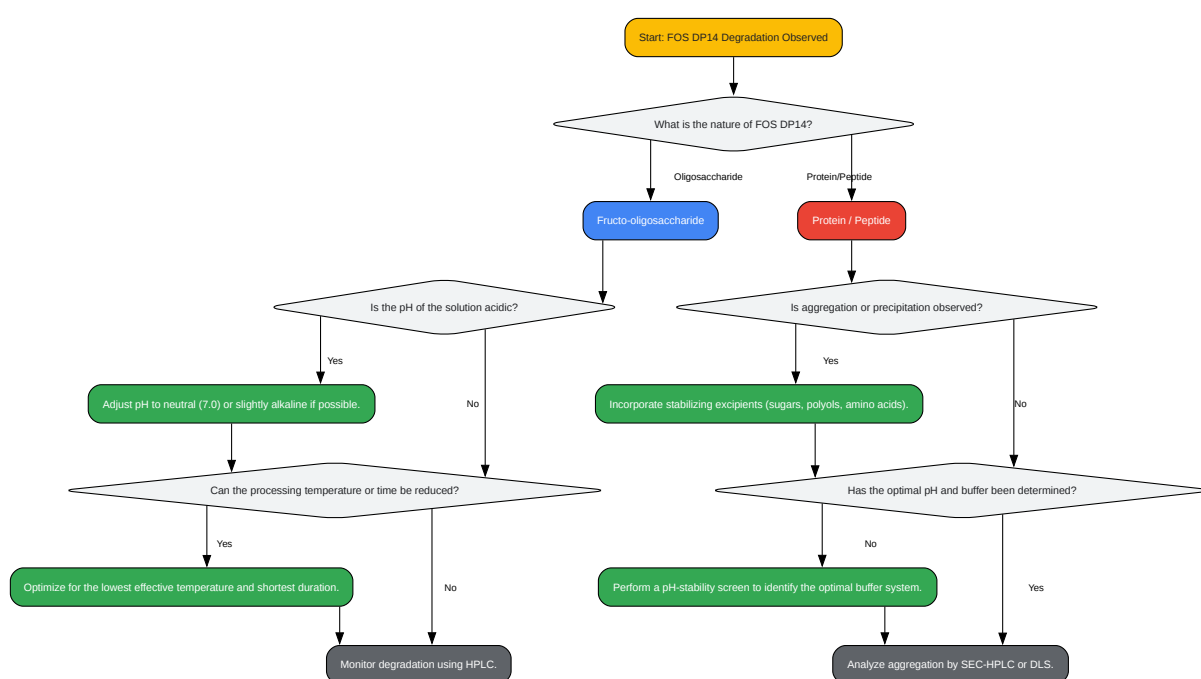 Start: FOS DP14 Degradation Observed
What is the nature of FOS DP14?
Oligosaccharide
Protein/Peptide
Fructo-oligosaccharide
Protein / Peptide
Is the pH of the solution acidic?
Is aggregation or precipitation observed?
Yes
Yes
Adjust pH to neutral (7.0) or slightly alkaline if possible.
No
Incorporate stabilizing excipients (sugars, polyols, amino acids).
No
Can the processing temperature or time be reduced?
Has the optimal pH and buffer been determined?
Yes
No
Optimize for the lowest effective temperature and shortest duration.
No
Perform a pH-stability screen to identify the optimal buffer system.
Yes
Monitor degradation using HPLC.
Analyze aggregation by SEC-HPLC or DLS.